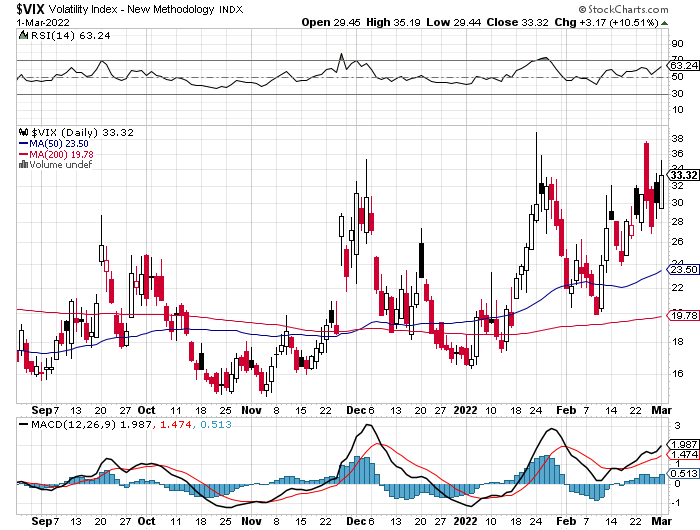 $VIX Volatility Index - New Methodology INDX
© StockCharts.com
1-Mar-2022
Open 29.45 High 35.19 Low 29.44 Close 33.32 Chg +3.17 (+10.51%)
RSI(14) 63.24
90
70
63.24
50
30
10
$VIX (Daily) 33.32
MA(50) 23.50
MA(200) 19.78
Volume undef
38
36
34
33.32
32
30
28
26
24
23.50
22
20
19.78
18
16
Sep 7 13 20 27 Oct 11 18 25 Nov 8 15 22 Dec 6 13 20 27 2022 10 18 24 Feb 7 14 22 Mar
MACD(12,26,9) 1.987, 1.474, 0.513
3
2
1.987
1.474
1
0.513
0
-1
Sep 7 13 20 27 Oct 11 18 25 Nov 8 15 22 Dec 6 13 20 27 2022 10 18 24 Feb 7 14 22 Mar